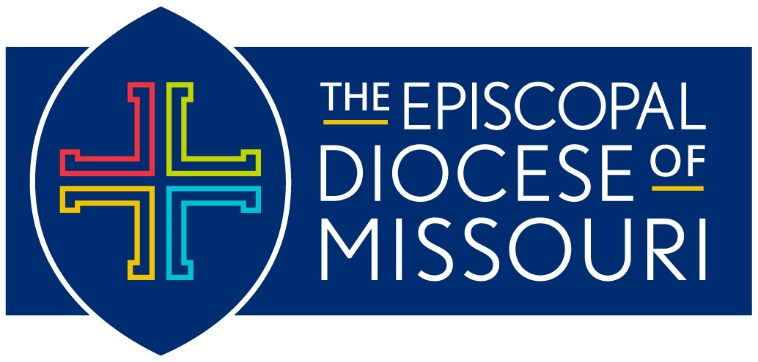 THE EPISCOPAL
DIOCESE OF
MISSOURI